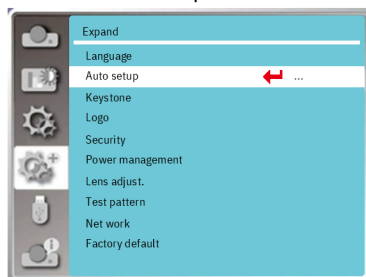 Expand
Language
Auto setup ...
Keystone
Logo
Security
Power management
Lens adjust.
Test pattern
Net work
Factory default